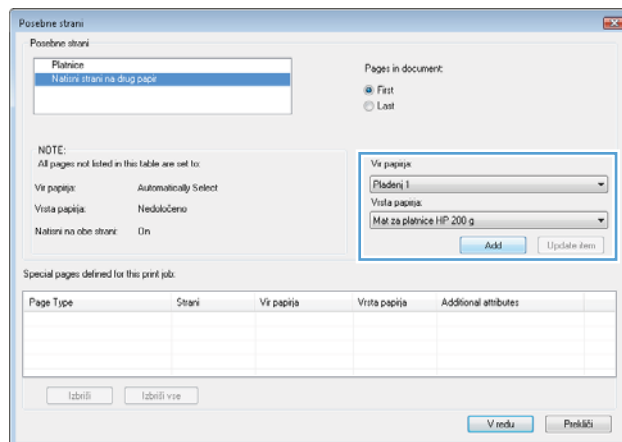 Posebne strani
Posebne strani
Platnice
Natisni strani na drug papir
Pages in document:
First
Last
NOTE:
All pages not listed in this table are set to:
Vir papirja: Automatically Select
Vrsta papirja: Nedoločeno
Natisni na obe strani: On
Vir papirja:
Pladenj 1
Vrsta papirja:
Mat za platnice HP 200 g
Add Update item
Special pages defined for this print job:
Page Type Strani Vir papirja Vrsta papirja Additional attributes
Izbriši Izbriši vse
V redu Prekliči